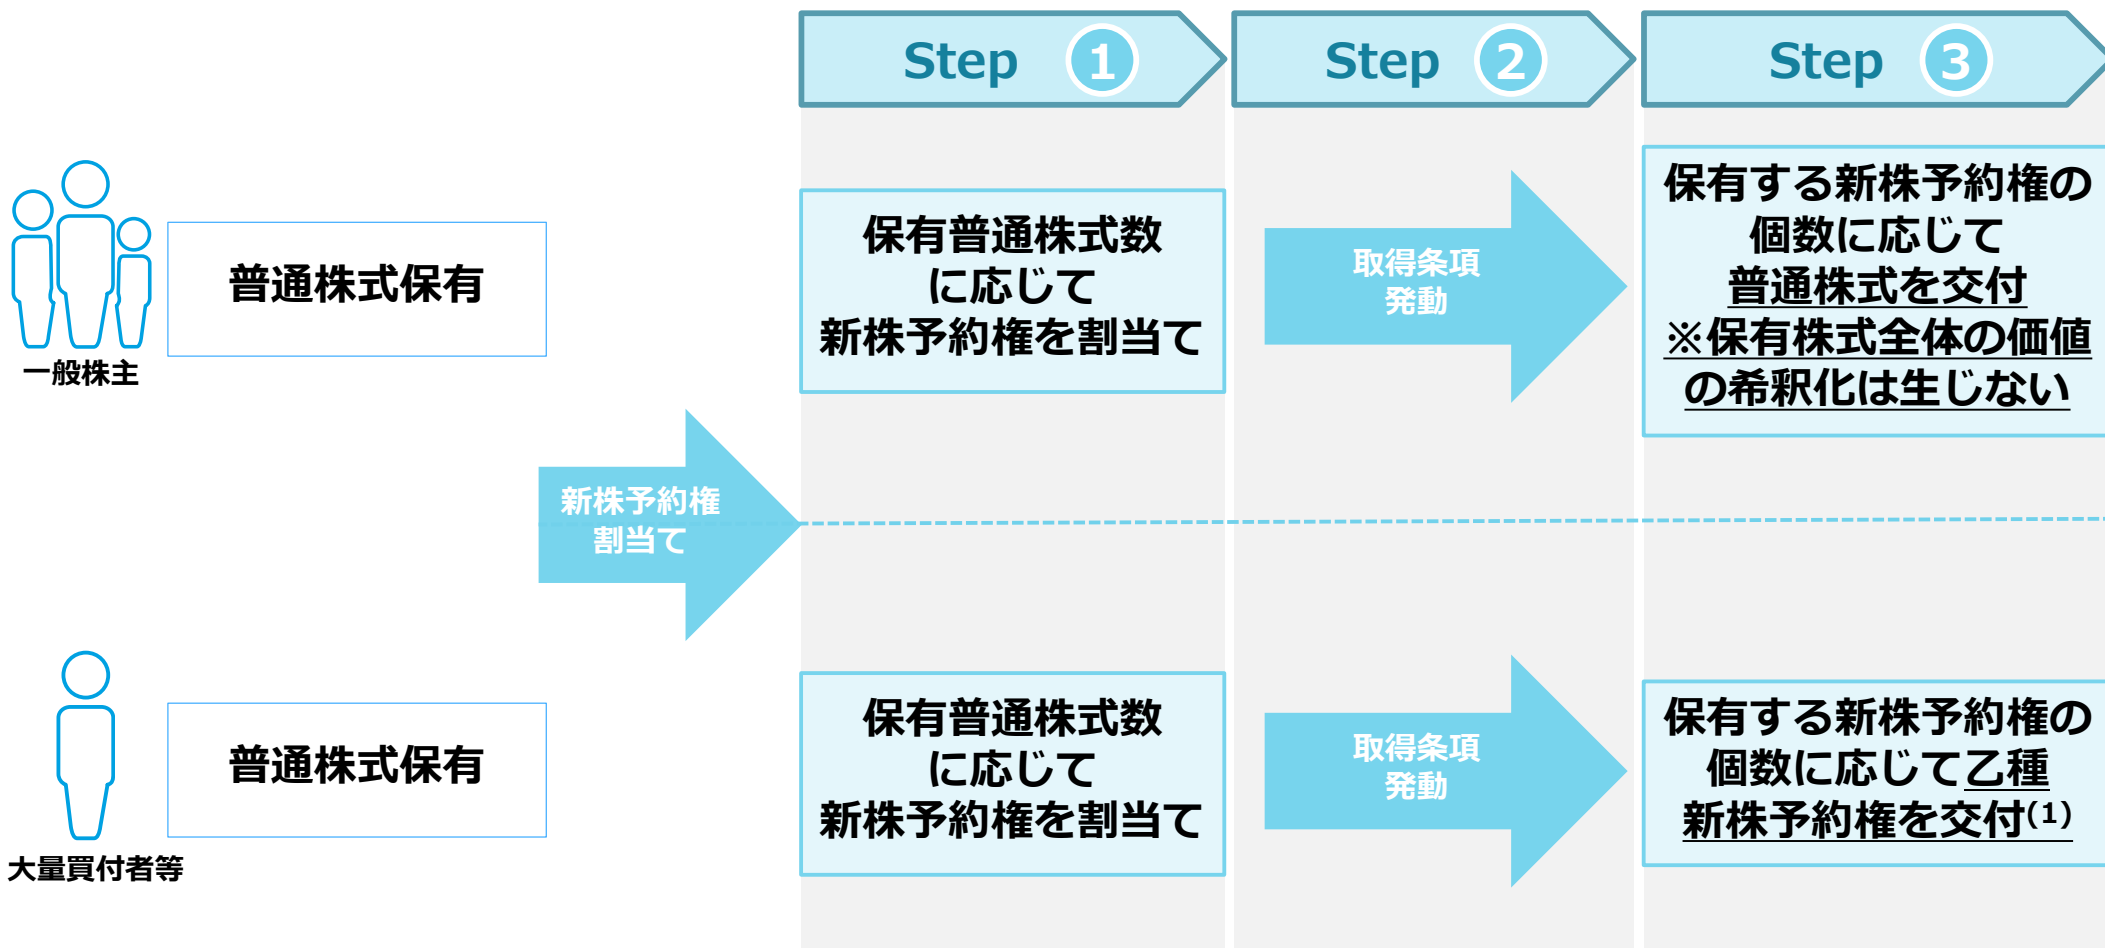 Step ①
Step ②
Step ③
一般株主
普通株式保有
保有普通株式数
に応じて
新株予約権を割当て
取得条項
発動
保有する新株予約権の
個数に応じて
普通株式を交付
※保有株式全体の価値
の希釈化は生じない
新株予約権
割当て
大量買付者等
普通株式保有
保有普通株式数
に応じて
新株予約権を割当て
取得条項
発動
保有する新株予約権の
個数に応じて乙種
新株予約権を交付(1)